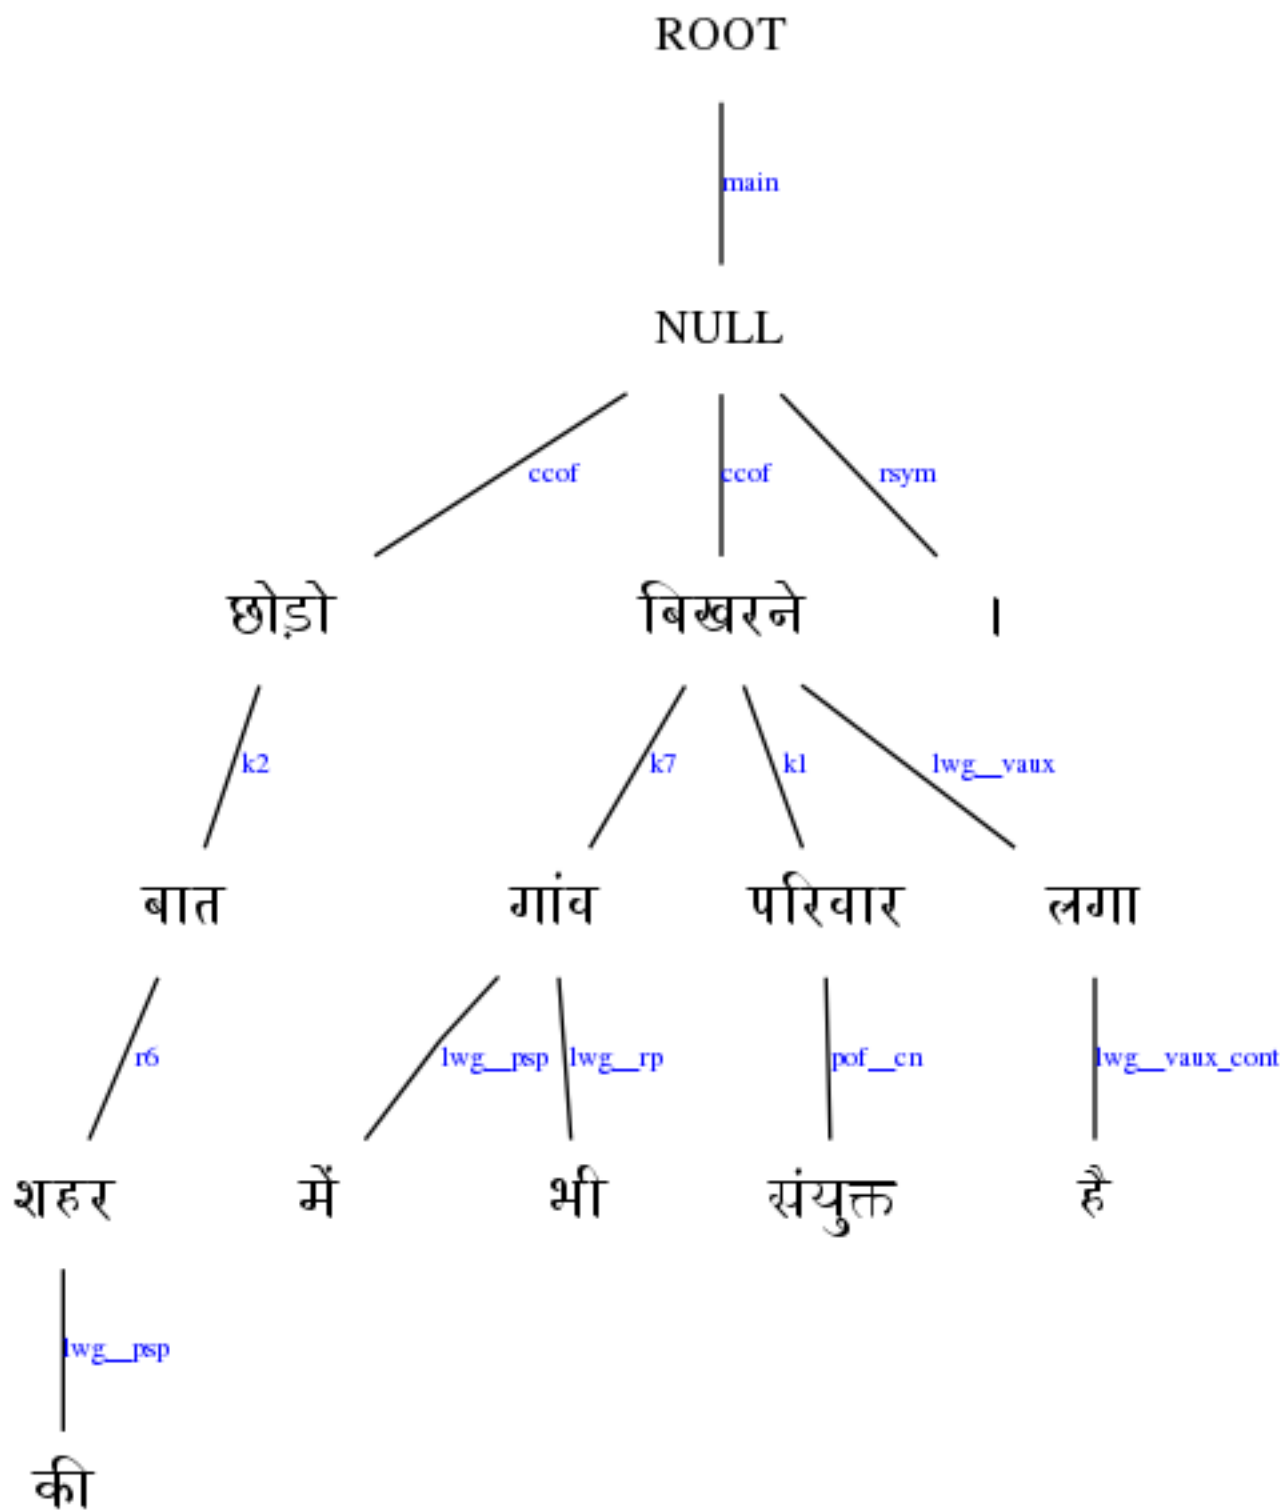 ROOT
main
NULL
ccof ccof rsym
छोड़ो बिखरने ।
k2 k7 k1 lwg__vaux
बात गांव परिवार लगा
r6 lwg__psp lwg__rp pof__cn lwg__vaux_cont
शहर में भी संयुक्त है
lwg__psp
की